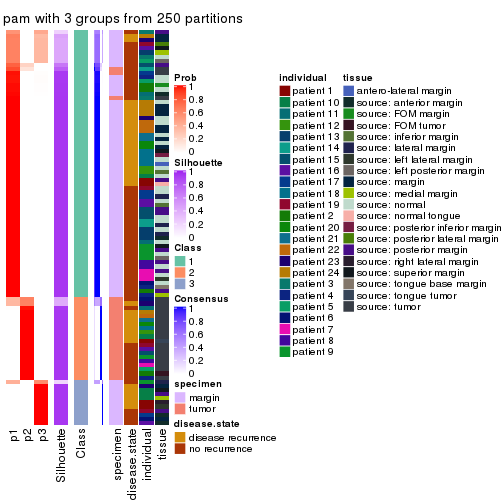 pam with 3 groups from 250 partitions
Prob
1
0.8
0.6
0.4
0.2
0
Silhouette
1
0.8
0.6
0.4
0.2
0
Class
1
2
3
Consensus
1
0.8
0.6
0.4
0.2
0
specimen
margin
tumor
disease.state
disease recurrence
no recurrence
individual
patient 1
patient 10
patient 11
patient 12
patient 13
patient 14
patient 15
patient 16
patient 17
patient 18
patient 19
patient 2
patient 20
patient 21
patient 22
patient 23
patient 24
patient 3
patient 4
patient 5
patient 6
patient 7
patient 8
patient 9
tissue
antero-lateral margin
source: anterior margin
source: FOM margin
source: FOM tumor
source: inferior margin
source: lateral margin
source: left lateral margin
source: left posterior margin
source: margin
source: medial margin
source: normal
source: normal tongue
source: posterior inferior margin
source: posterior lateral margin
source: posterior margin
source: right lateral margin
source: superior margin
source: tongue base margin
source: tongue tumor
source: tumor
p1
p2
p3
Silhouette
Class
specimen
disease.state
individual
tissue